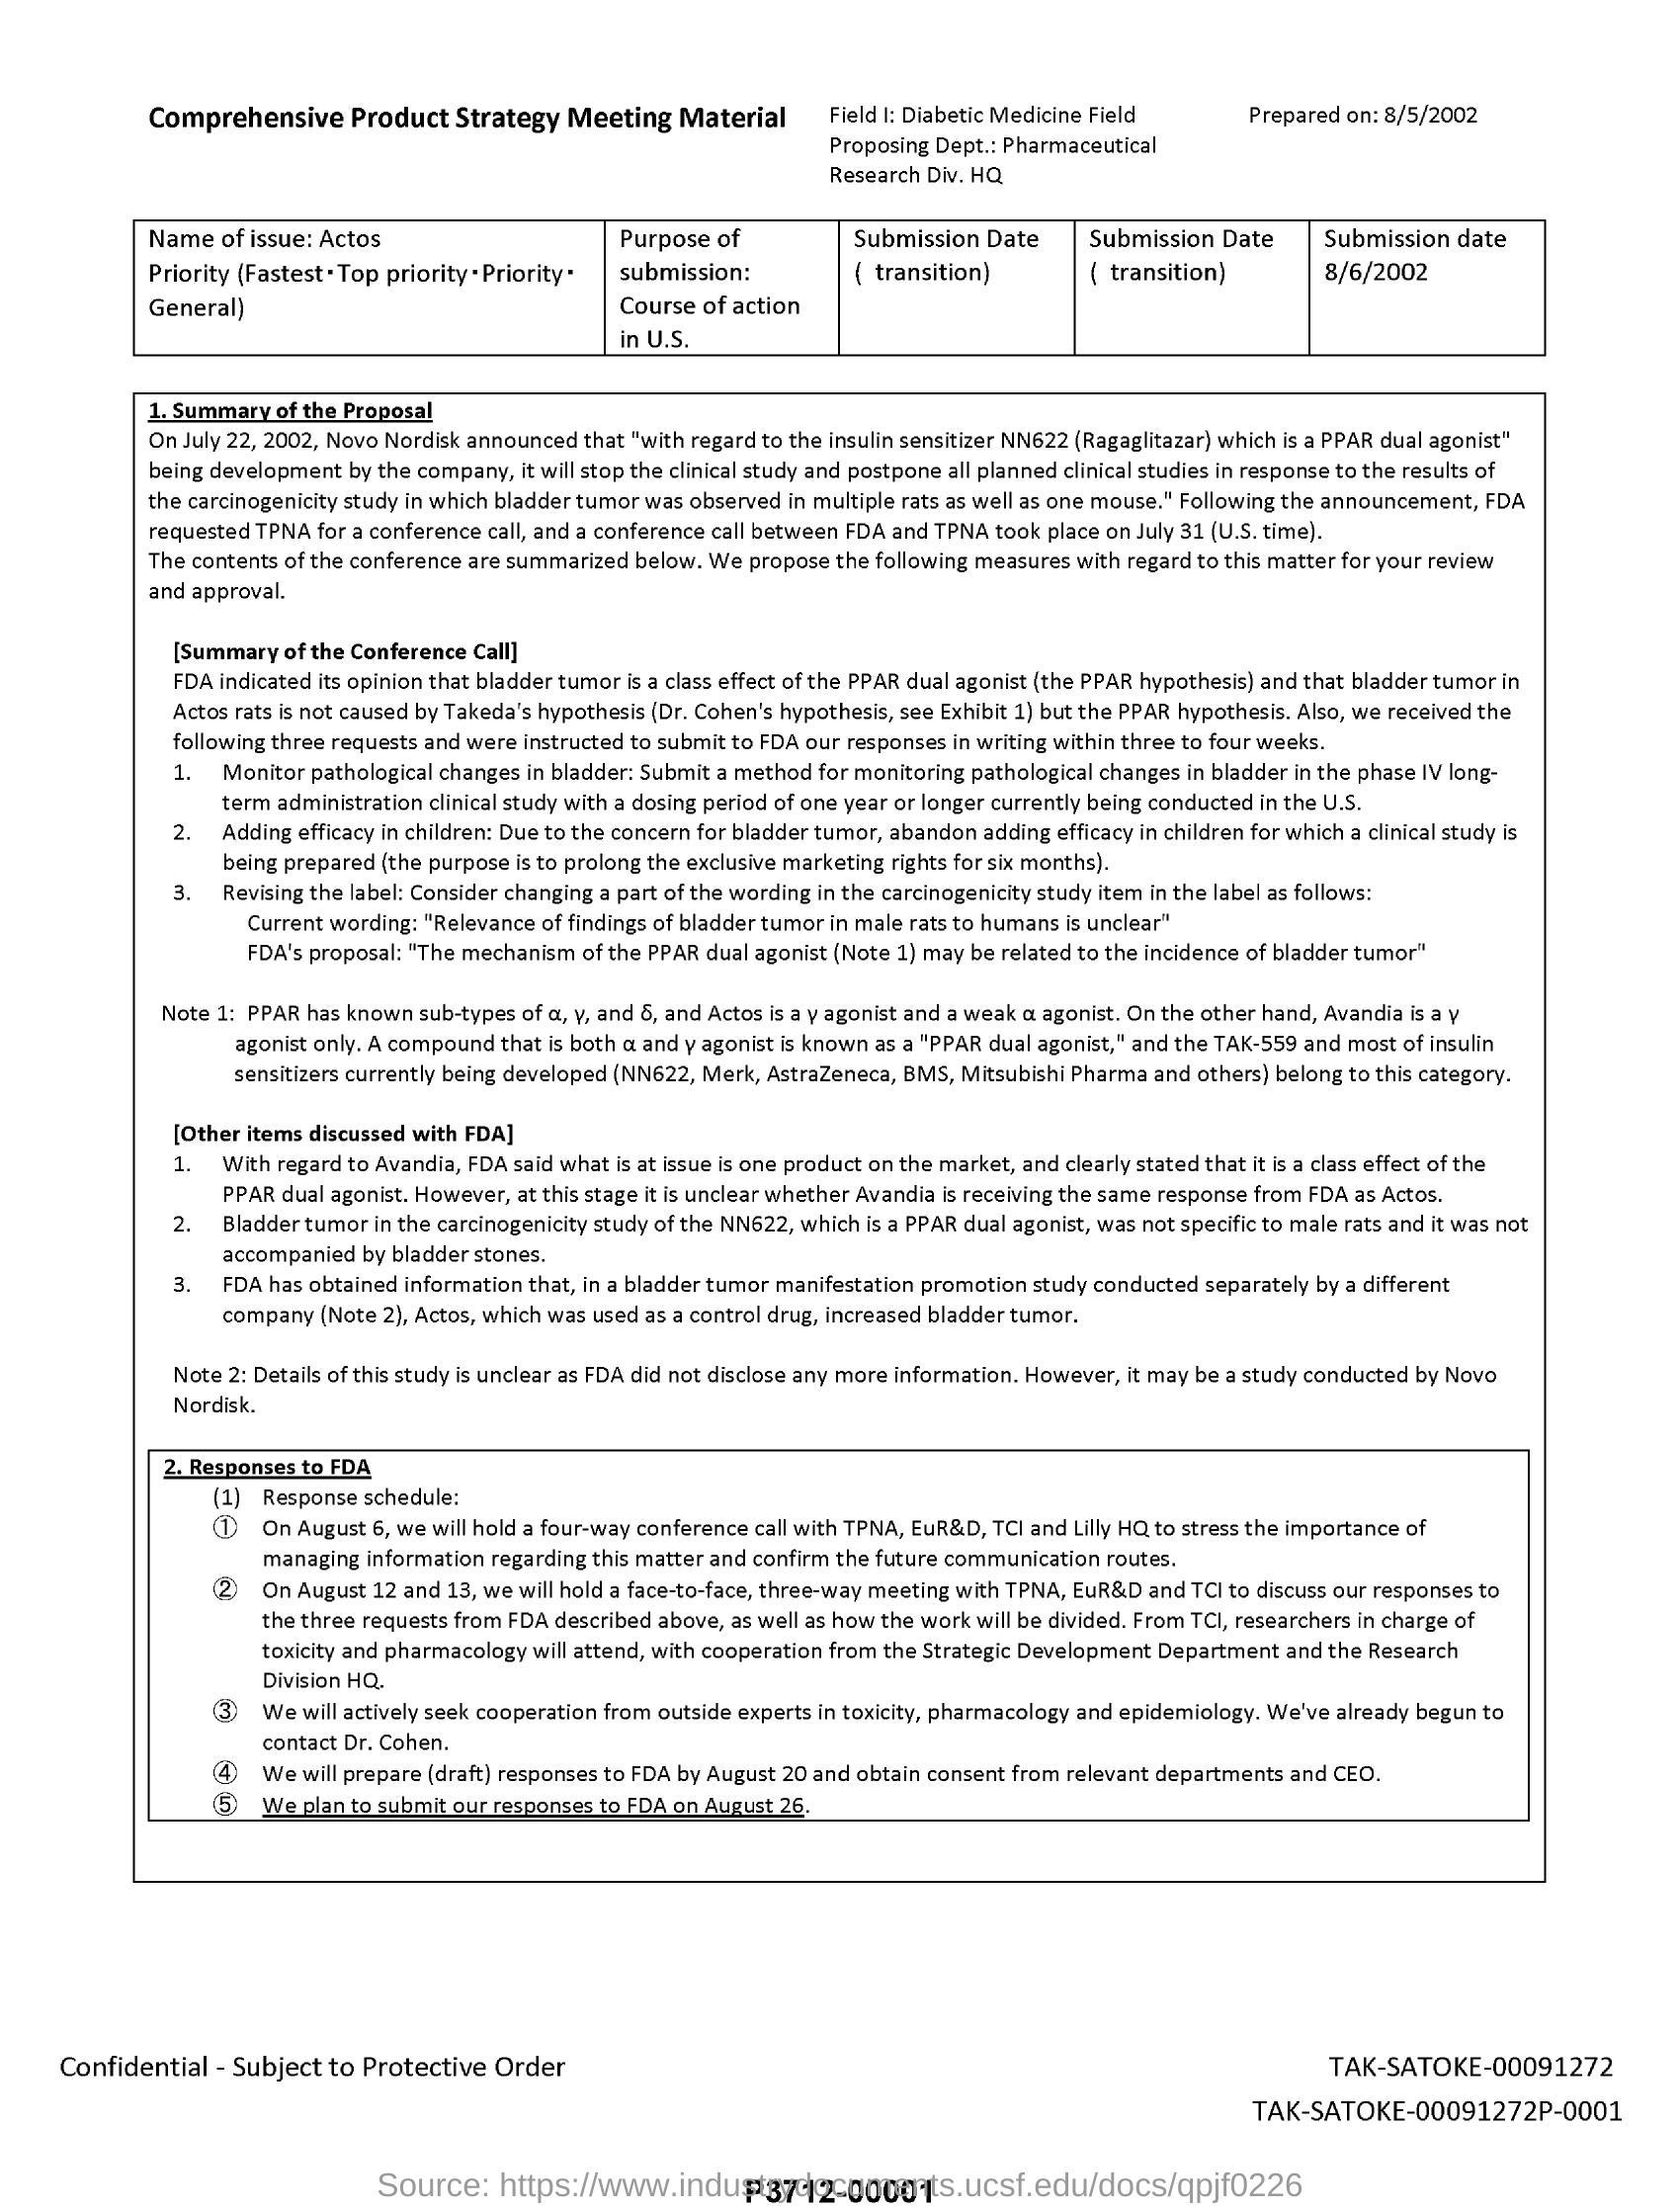 Comprehensive Product Strategy Meeting Material
Field I: Diabetic Medicine Field
Proposing Dept.: Pharmaceutical
Research Div. HQ
Prepared on: 8/5/2002
Name of issue: Actos
Priority (Fastest・Top priority・Priority・
General)
Purpose of
submission:
Course of action
in U.S.
Submission Date
( transition)
Submission Date
( transition)
Submission date
8/6/2002
1. Summary of the Proposal
On July 22, 2002, Novo Nordisk announced that "with regard to the insulin sensitizer NN622 (Ragaglitazar) which is a PPAR dual agonist"
being development by the company, it will stop the clinical study and postpone all planned clinical studies in response to the results of
the carcinogenicity study in which bladder tumor was observed in multiple rats as well as one mouse." Following the announcement, FDA
requested TPNA for a conference call, and a conference call between FDA and TPNA took place on July 31 (U.S. time).
The contents of the conference are summarized below. We propose the following measures with regard to this matter for your review
and approval.
[Summary of the Conference Call]
FDA indicated its opinion that bladder tumor is a class effect of the PPAR dual agonist (the PPAR hypothesis) and that bladder tumor in
Actos rats is not caused by Takeda's hypothesis (Dr. Cohen's hypothesis, see Exhibit 1) but the PPAR hypothesis. Also, we received the
following three requests and were instructed to submit to FDA our responses in writing within three to four weeks.
1. Monitor pathological changes in bladder: Submit a method for monitoring pathological changes in bladder in the phase IV long-
term administration clinical study with a dosing period of one year or longer currently being conducted in the U.S.
2. Adding efficacy in children: Due to the concern for bladder tumor, abandon adding efficacy in children for which a clinical study is
being prepared (the purpose is to prolong the exclusive marketing rights for six months).
3. Revising the label: Consider changing a part of the wording in the carcinogenicity study item in the label as follows:
Current wording: "Relevance of findings of bladder tumor in male rats to humans is unclear"
FDA's proposal: "The mechanism of the PPAR dual agonist (Note 1) may be related to the incidence of bladder tumor"
Note 1: PPAR has known sub-types of α, γ, and δ, and Actos is a γ agonist and a weak α agonist. On the other hand, Avandia is a γ
agonist only. A compound that is both α and γ agonist is known as a "PPAR dual agonist," and the TAK-559 and most of insulin
sensitizers currently being developed (NN622, Merk, AstraZeneca, BMS, Mitsubishi Pharma and others) belong to this category.
[Other items discussed with FDA]
1. With regard to Avandia, FDA said what is at issue is one product on the market, and clearly stated that it is a class effect of the
PPAR dual agonist. However, at this stage it is unclear whether Avandia is receiving the same response from FDA as Actos.
2. Bladder tumor in the carcinogenicity study of the NN622, which is a PPAR dual agonist, was not specific to male rats and it was not
accompanied by bladder stones.
3. FDA has obtained information that, in a bladder tumor manifestation promotion study conducted separately by a different
company (Note 2), Actos, which was used as a control drug, increased bladder tumor.
Note 2: Details of this study is unclear as FDA did not disclose any more information. However, it may be a study conducted by Novo
Nordisk.
2. Responses to FDA
(1) Response schedule:
① On August 6, we will hold a four-way conference call with TPNA, EuR&D, TCI and Lilly HQ to stress the importance of
managing information regarding this matter and confirm the future communication routes.
② On August 12 and 13, we will hold a face-to-face, three-way meeting with TPNA, EuR&D and TCI to discuss our responses to
the three requests from FDA described above, as well as how the work will be divided. From TCI, researchers in charge of
toxicity and pharmacology will attend, with cooperation from the Strategic Development Department and the Research
Division HQ.
③ We will actively seek cooperation from outside experts in toxicity, pharmacology and epidemiology. We've already begun to
contact Dr. Cohen.
④ We will prepare (draft) responses to FDA by August 20 and obtain consent from relevant departments and CEO.
⑤ We plan to submit our responses to FDA on August 26.
Confidential - Subject to Protective Order
TAK-SATOKE-00091272
TAK-SATOKE-00091272P-0001
Source: https://www.industrydocuments.ucsf.edu/docs/qpjf0226
P3712-00001